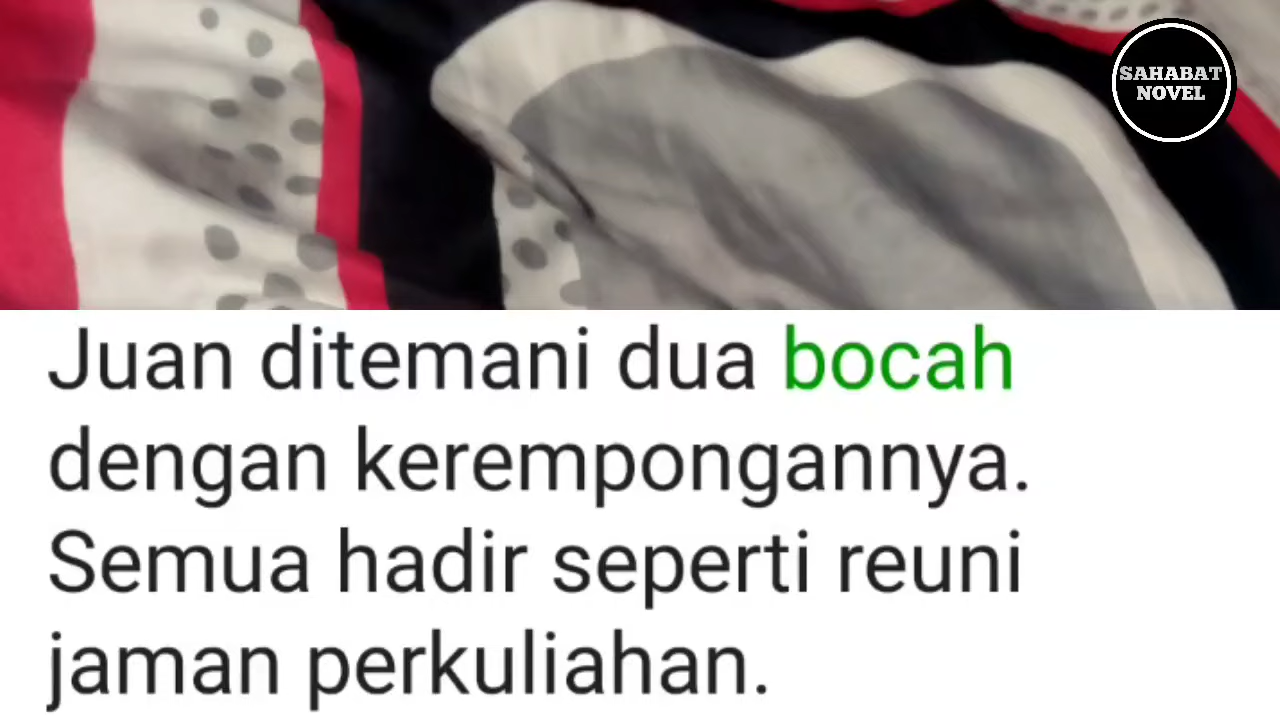 SAHABAT
NOVEL
Juan ditemani dua bocah
dengan kerempongannya.
Semua hadir seperti reuni
jaman perkuliahan.